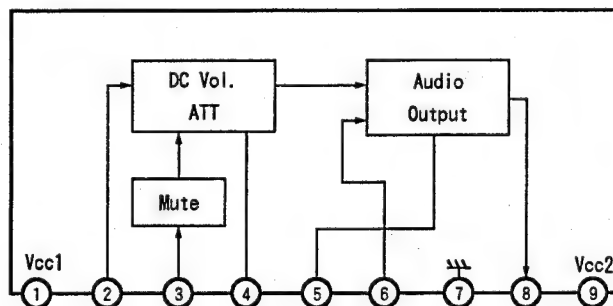 DC Vol.
ATT
Audio
Output
Mute
Vcc1
Vcc2
1 2 3 4 5 6 7 8 9